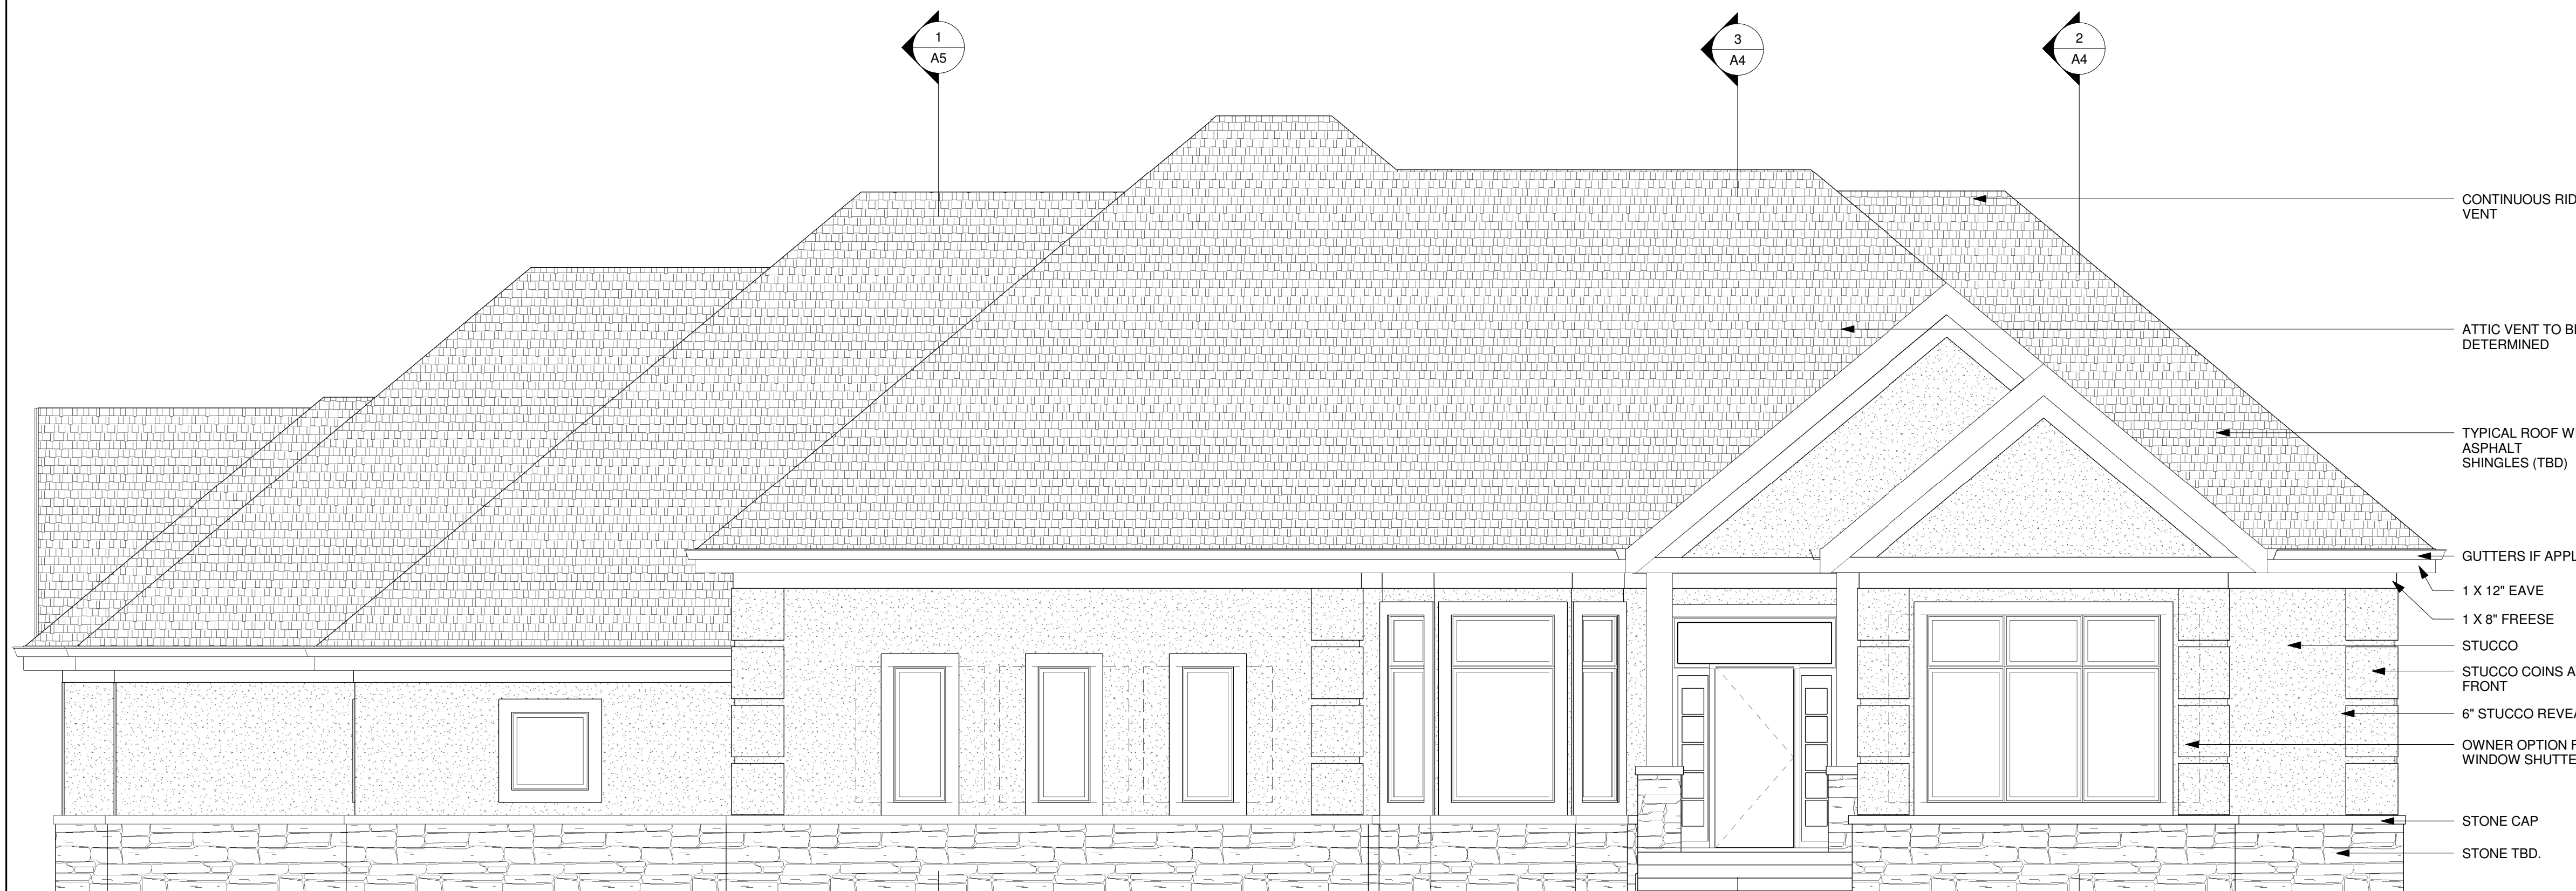 1
A5
3
A4
2
A4
CONTINUOUS RID
VENT
ATTIC VENT TO BE
DETERMINED
TYPICAL ROOF W
ASPHALT
SHINGLES (TBD)
GUTTERS IF APPL
1 X 12" EAVE
1 X 8" FREESE
STUCCO
STUCCO COINS A
FRONT
6" STUCCO REVEA
OWNER OPTION F
WINDOW SHUTTE
STONE CAP
STONE TBD.